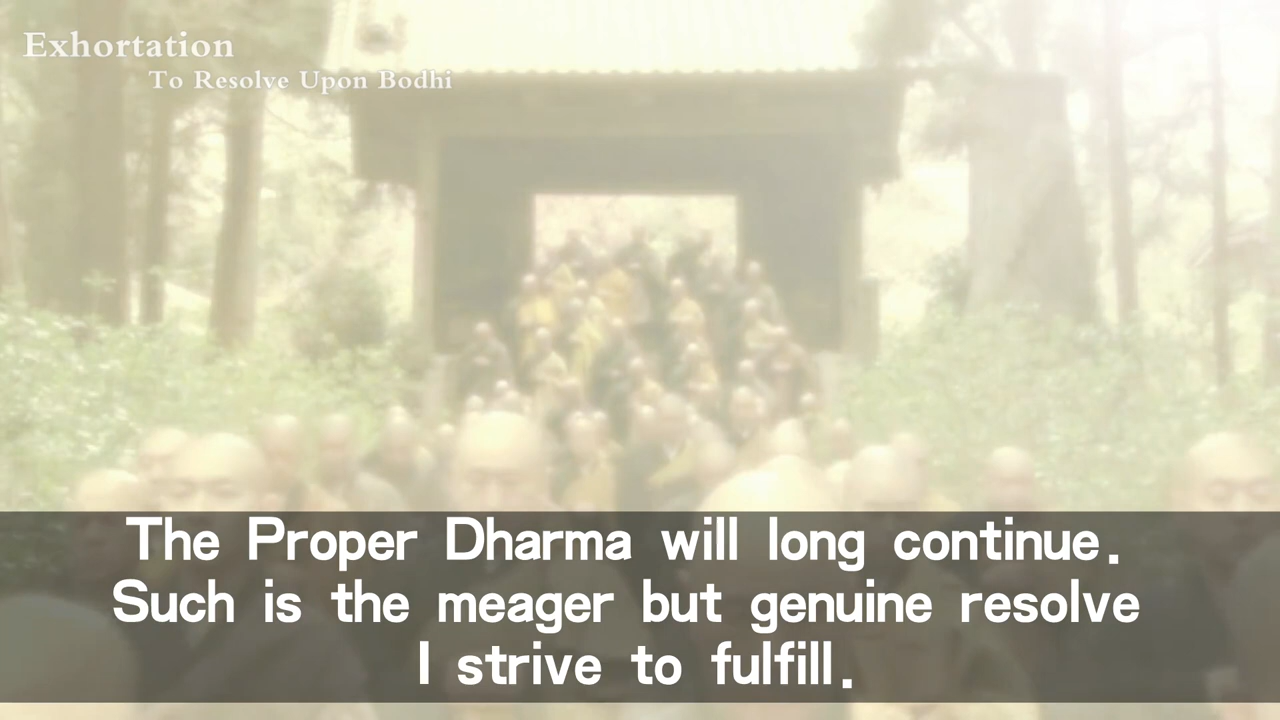 Exhortation
To Resolve Upon Bodhi
The Proper Dharma will long continue.
Such is the meager but genuine resolve
I strive to fulfill.